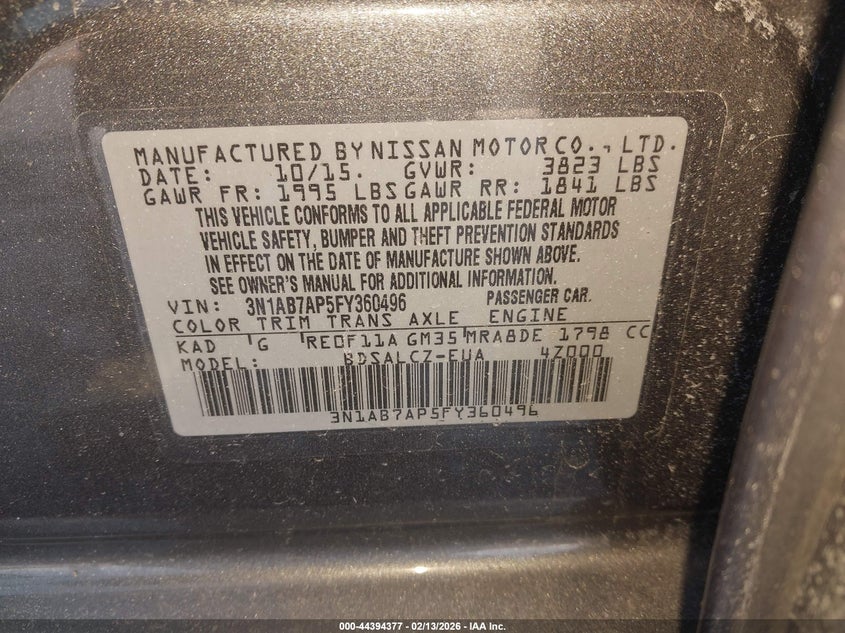 MANUFACTURED BY NISSAN MOTOR CO., LTD.
DATE: 10/15. GVWR: 3823 LBS
GAWR FR: 1995 LBS GAWR RR: 1841 LBS
THIS VEHICLE CONFORMS TO ALL APPLICABLE FEDERAL MOTOR
VEHICLE SAFETY, BUMPER AND THEFT PREVENTION STANDARDS
IN EFFECT ON THE DATE OF MANUFACTURE SHOWN ABOVE.
SEE OWNER'S MANUAL FOR ADDITIONAL INFORMATION.
VIN: 3N1AB7AP5FY360496 PASSENGER CAR.
COLOR TRIM TRANS AXLE ENGINE
KAD G RE0F11A GM35 MRA8DE 1798 CC
MODEL: BDSALCZ-EUA 4Z000
3N1AB7AP5FY360496
000-44394377 - 02/13/2026 - IAA Inc.